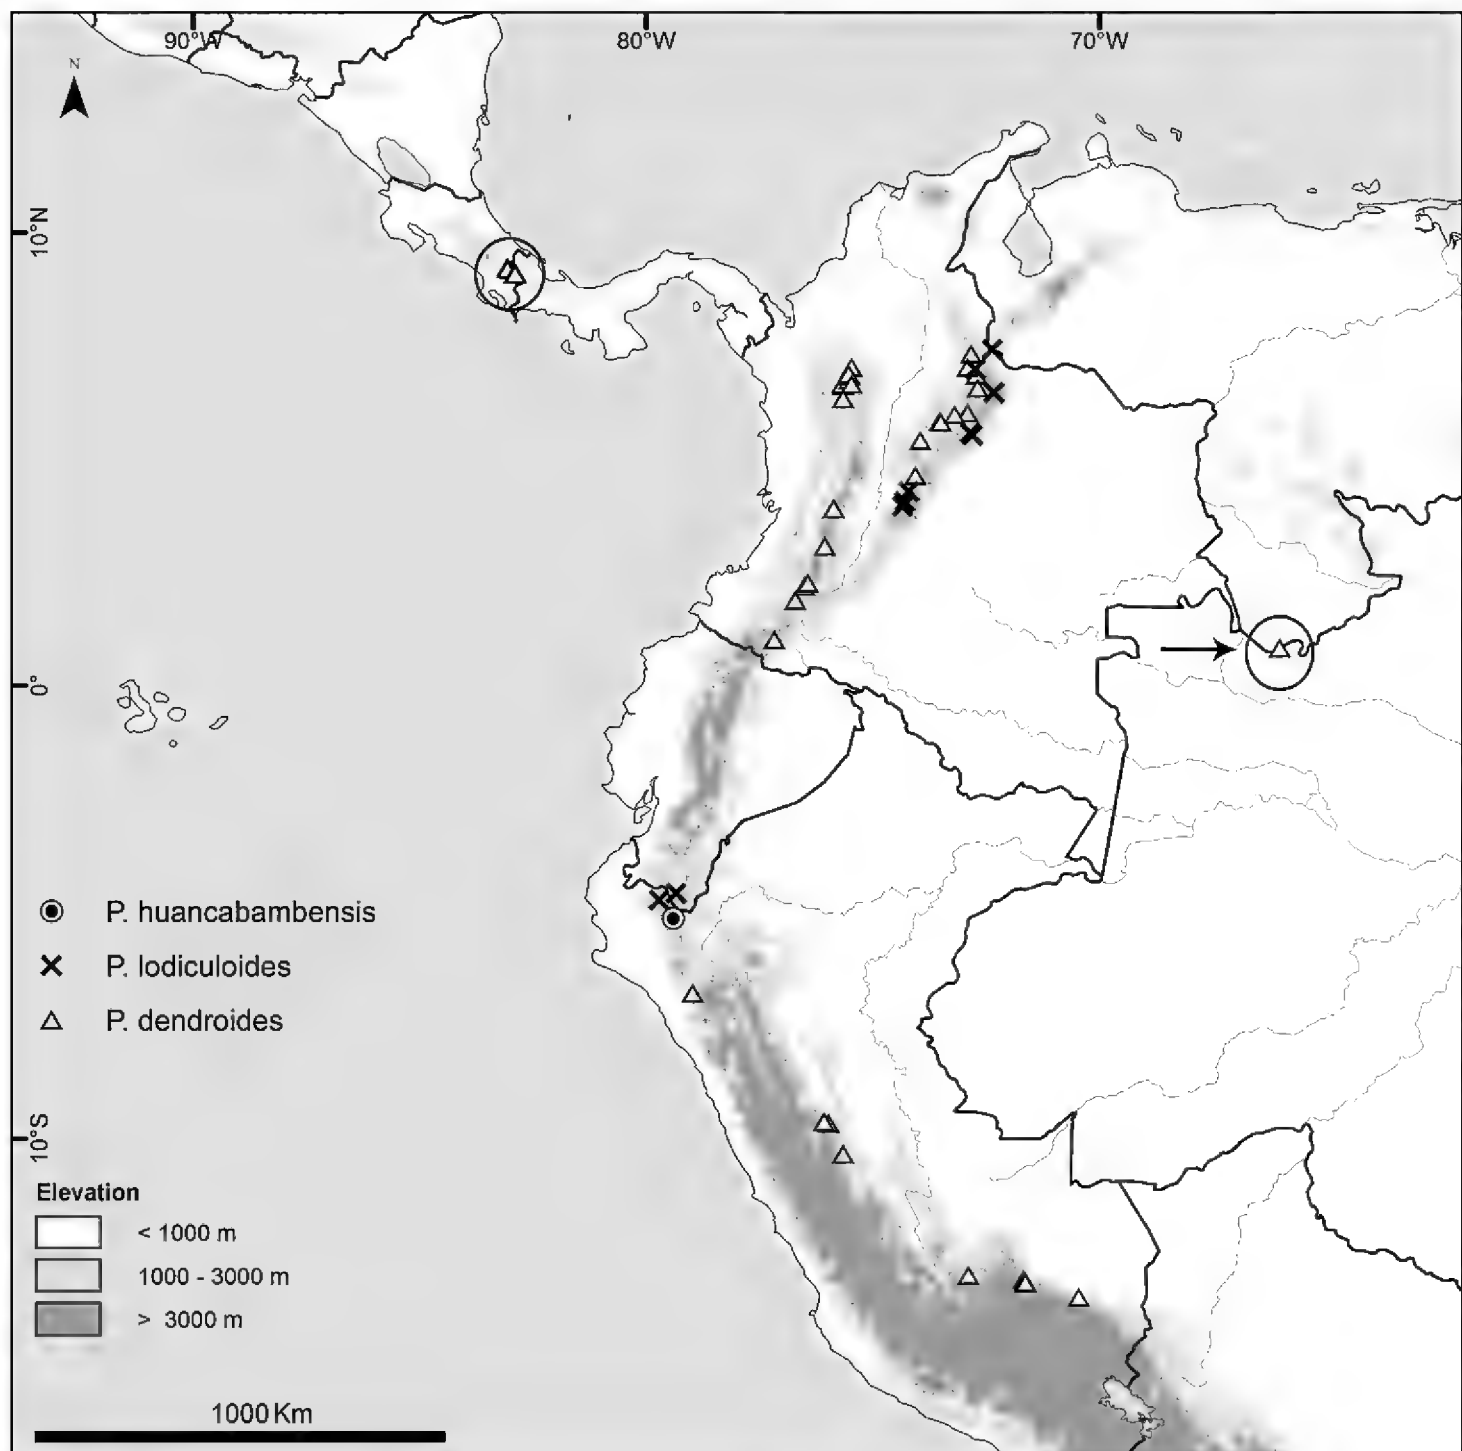 90°W 80°W 70°W
N
10°N
0°
P. huancabambensis
P. lodiculoides
P. dendroides
10°S
Elevation
< 1000 m
1000 - 3000 m
> 3000 m
1000 Km